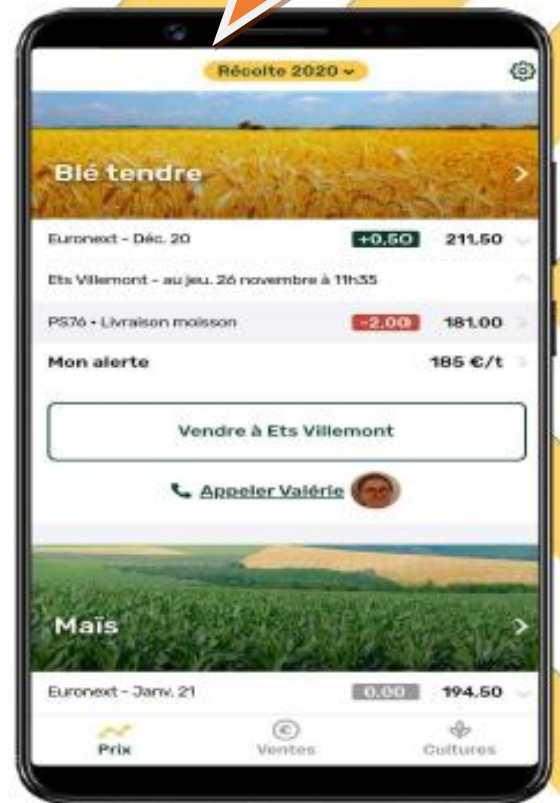 Récolte 2020
Blé tendre
Euronext - Déc. 20 +0,50 211,50
Ets Villemont - au jeu. 26 novembre à 11h35
PS76 • Livraison moisson -2,00 181,00
Mon alerte 185 €/t
Vendre à Ets Villemont
Appeler Valérie
Maïs
Euronext - Janv. 21 0,00 194,50
Prix Ventes Cultures